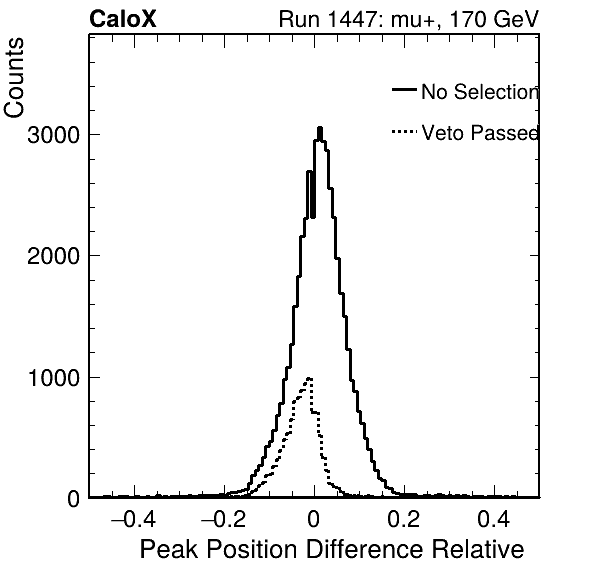 CaloX Run 1447: mu+, 170 GeV
Counts
No Selection
Veto Passed
3000
2000
1000
0
−0.4 −0.2 0 0.2 0.4
Peak Position Difference Relative